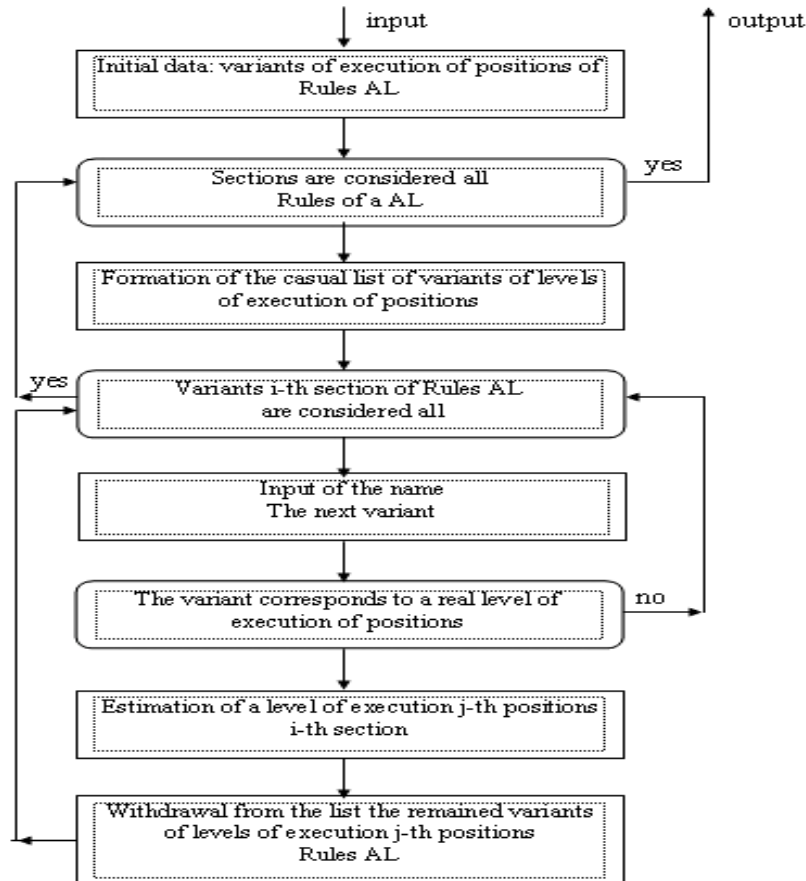 input
output
Initial data: variants of execution of positions of
Rules AL
Sections are considered all
Rules of a AL
yes
Formation of the casual list of variants of levels
of execution of positions
yes
Variants i-th section of Rules AL
are considered all
Input of the name
The next variant
The variant corresponds to a real level of
execution of positions
no
Estimation of a level of execution j-th positions
i-th section
Withdrawal from the list the remained variants
of levels of execution j-th positions
Rules AL